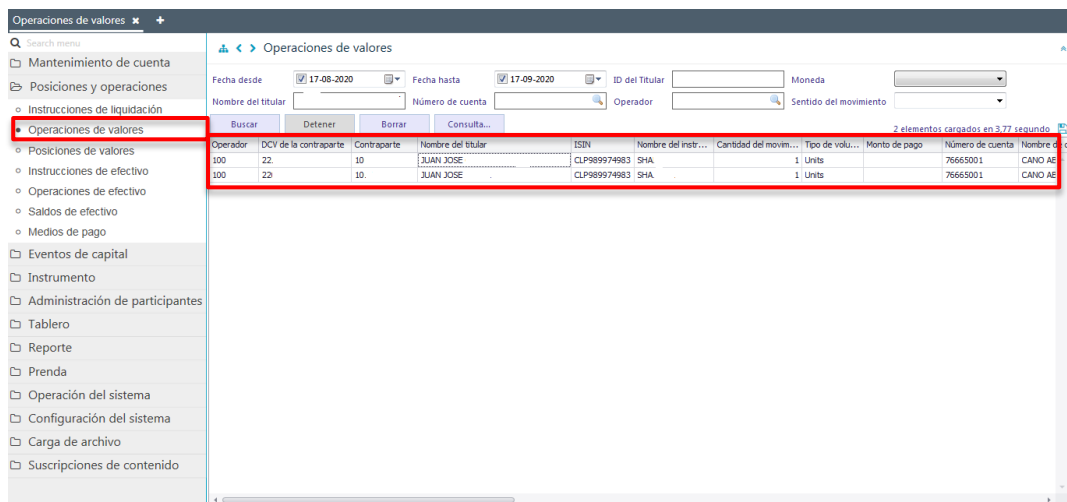 Operaciones de valores
Search menu
Mantenimiento de cuenta
Posiciones y operaciones
Instrucciones de liquidación
Operaciones de valores
Posiciones de valores
Instrucciones de efectivo
Operaciones de efectivo
Saldos de efectivo
Medios de pago
Eventos de capital
Instrumento
Administración de participantes
Tablero
Reporte
Prenda
Operación del sistema
Configuración del sistema
Carga de archivo
Suscripciones de contenido
Operaciones de valores
Fecha desde 17-08-2020 Fecha hasta 17-09-2020 ID del Titular Moneda
Nombre del titular Número de cuenta Operador Sentido del movimiento
Buscar Detener Borrar Consulta...
2 elementos cargados en 3,77 segundo
Operador DCV de la contraparte Contraparte Nombre del titular ISIN Nombre del instr... Cantidad del movim... Tipo de volu... Monto de pago Número de cuenta Nombre de c
100 22. 10 JUAN JOSE CLP989974983 SHA. 1 Units 76665001 CANO AE
100 22 10. JUAN JOSE CLP989974983 SHA. 1 Units 76665001 CANO AE